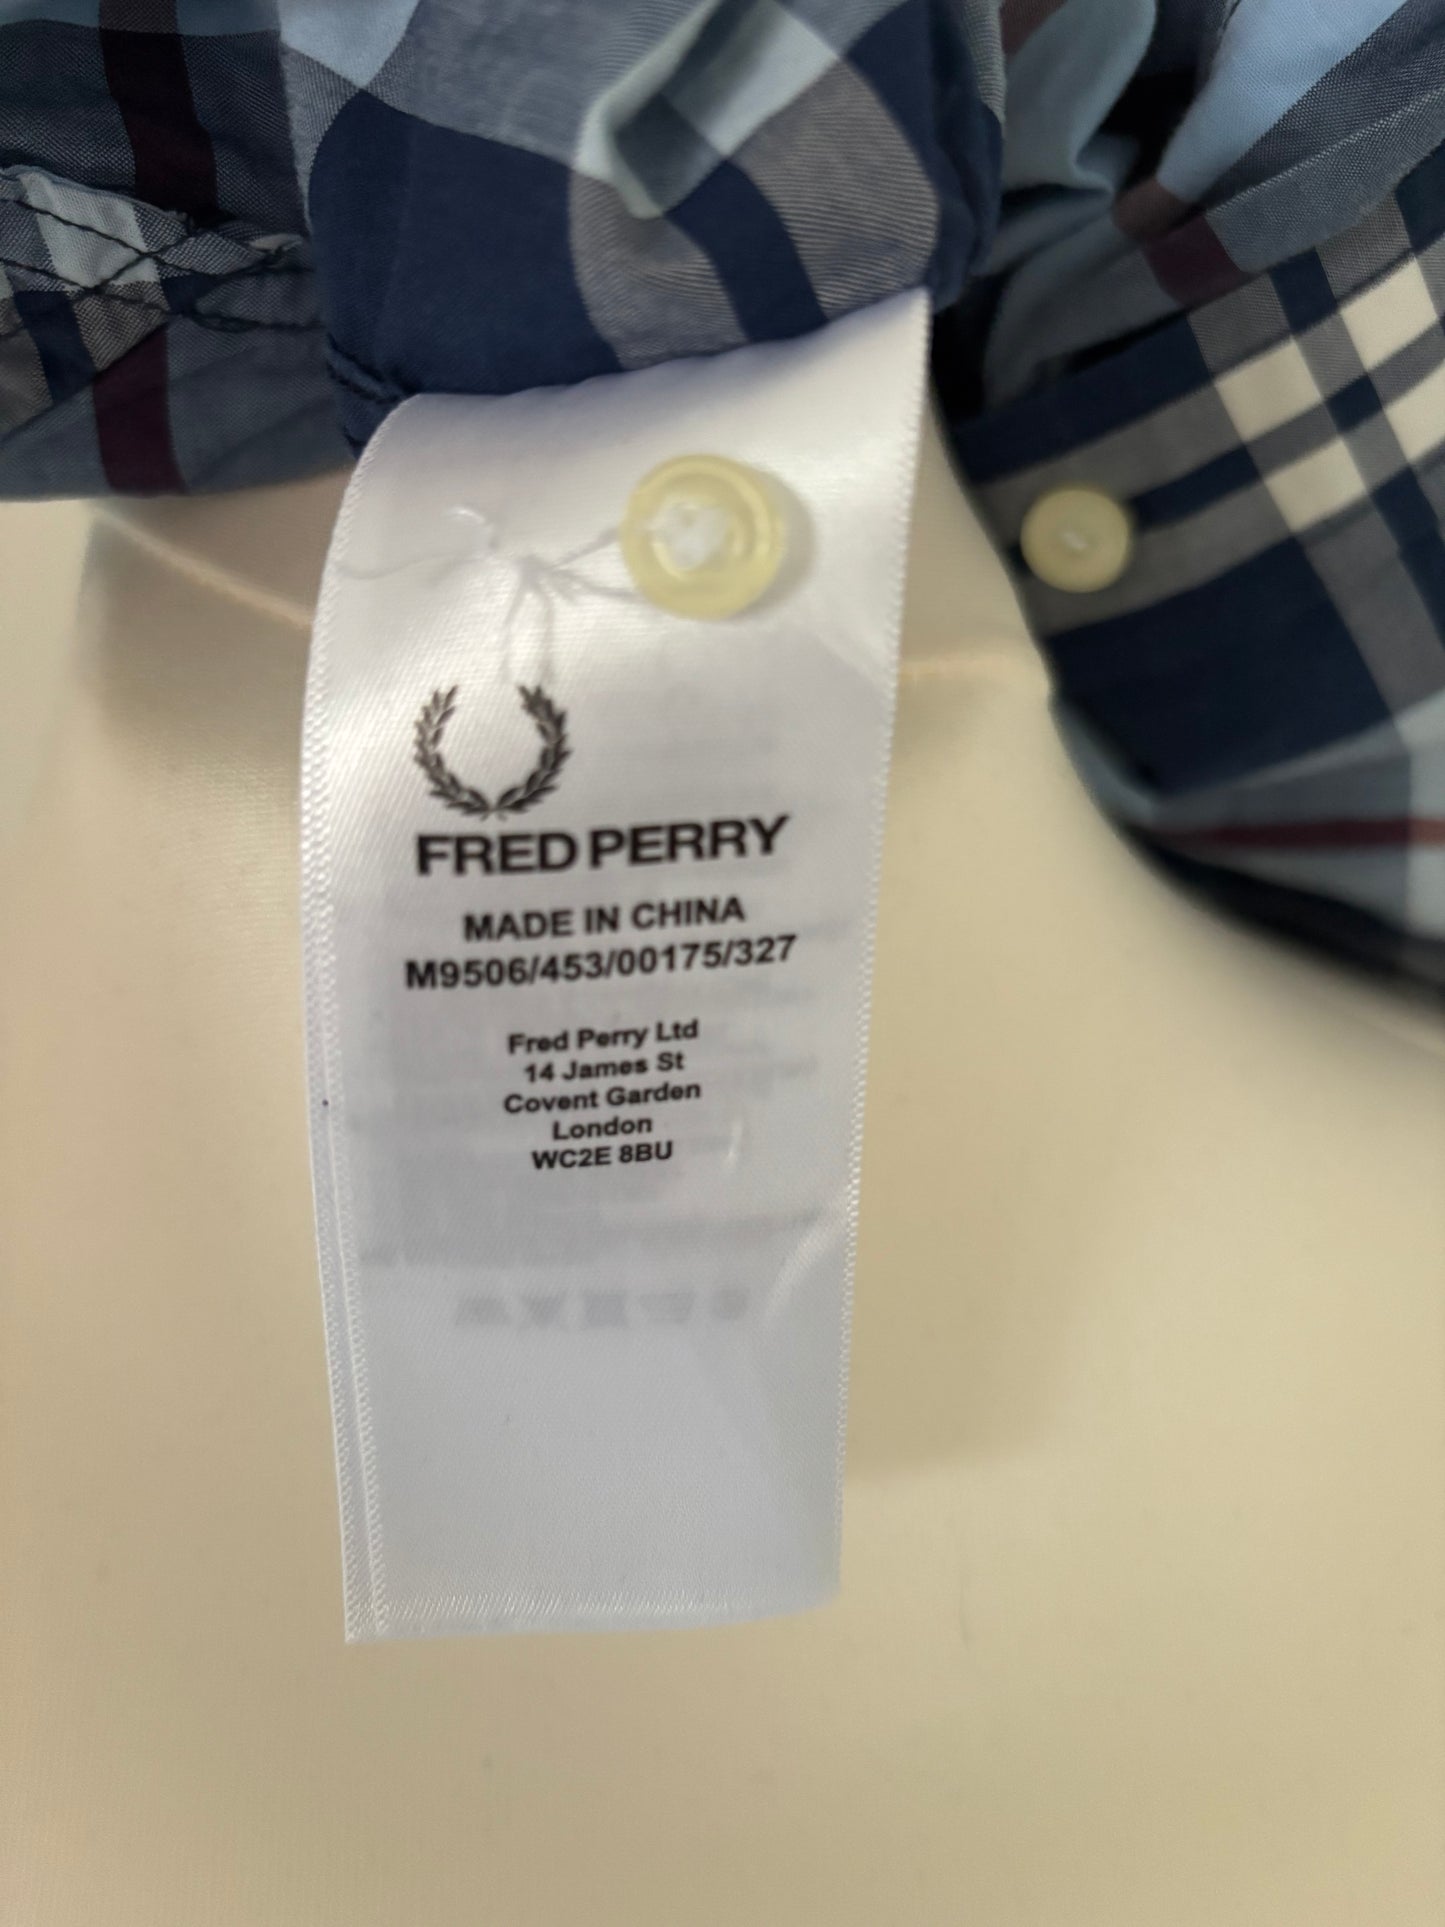 FRED PERRY
MADE IN CHINA
M9506/453/00175/327
Fred Perry Ltd
14 James St
Covent Garden
London
WC2E 8BU